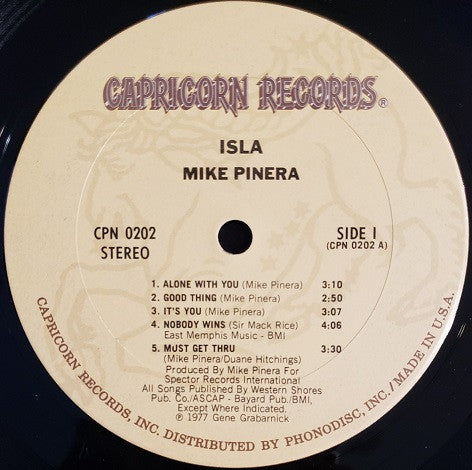 CAPRICORN RECORDS®
ISLA
MIKE PINERA
CPN 0202
STEREO
SIDE I
(CPN 0202 A)
1. ALONE WITH YOU (Mike Pinera) 3:10
2. GOOD THING (Mike Pinera) 2:50
3. IT'S YOU (Mike Pinera) 3:07
4. NOBODY WINS (Sir Mack Rice) 4:06
East Memphis Music - BMI
5. MUST GET THRU 3:30
(Mike Pinera/Duane Hitchings)
Produced By Mike Pinera For
Spector Records International
All Songs Published By Western Shores
Pub. Co./ASCAP - Bayard Pub./BMI,
Except Where Indicated.
℗ 1977 Gene Grabarnick
CAPRICORN RECORDS, INC. DISTRIBUTED BY PHONODISC, INC./MADE IN U.S.A.